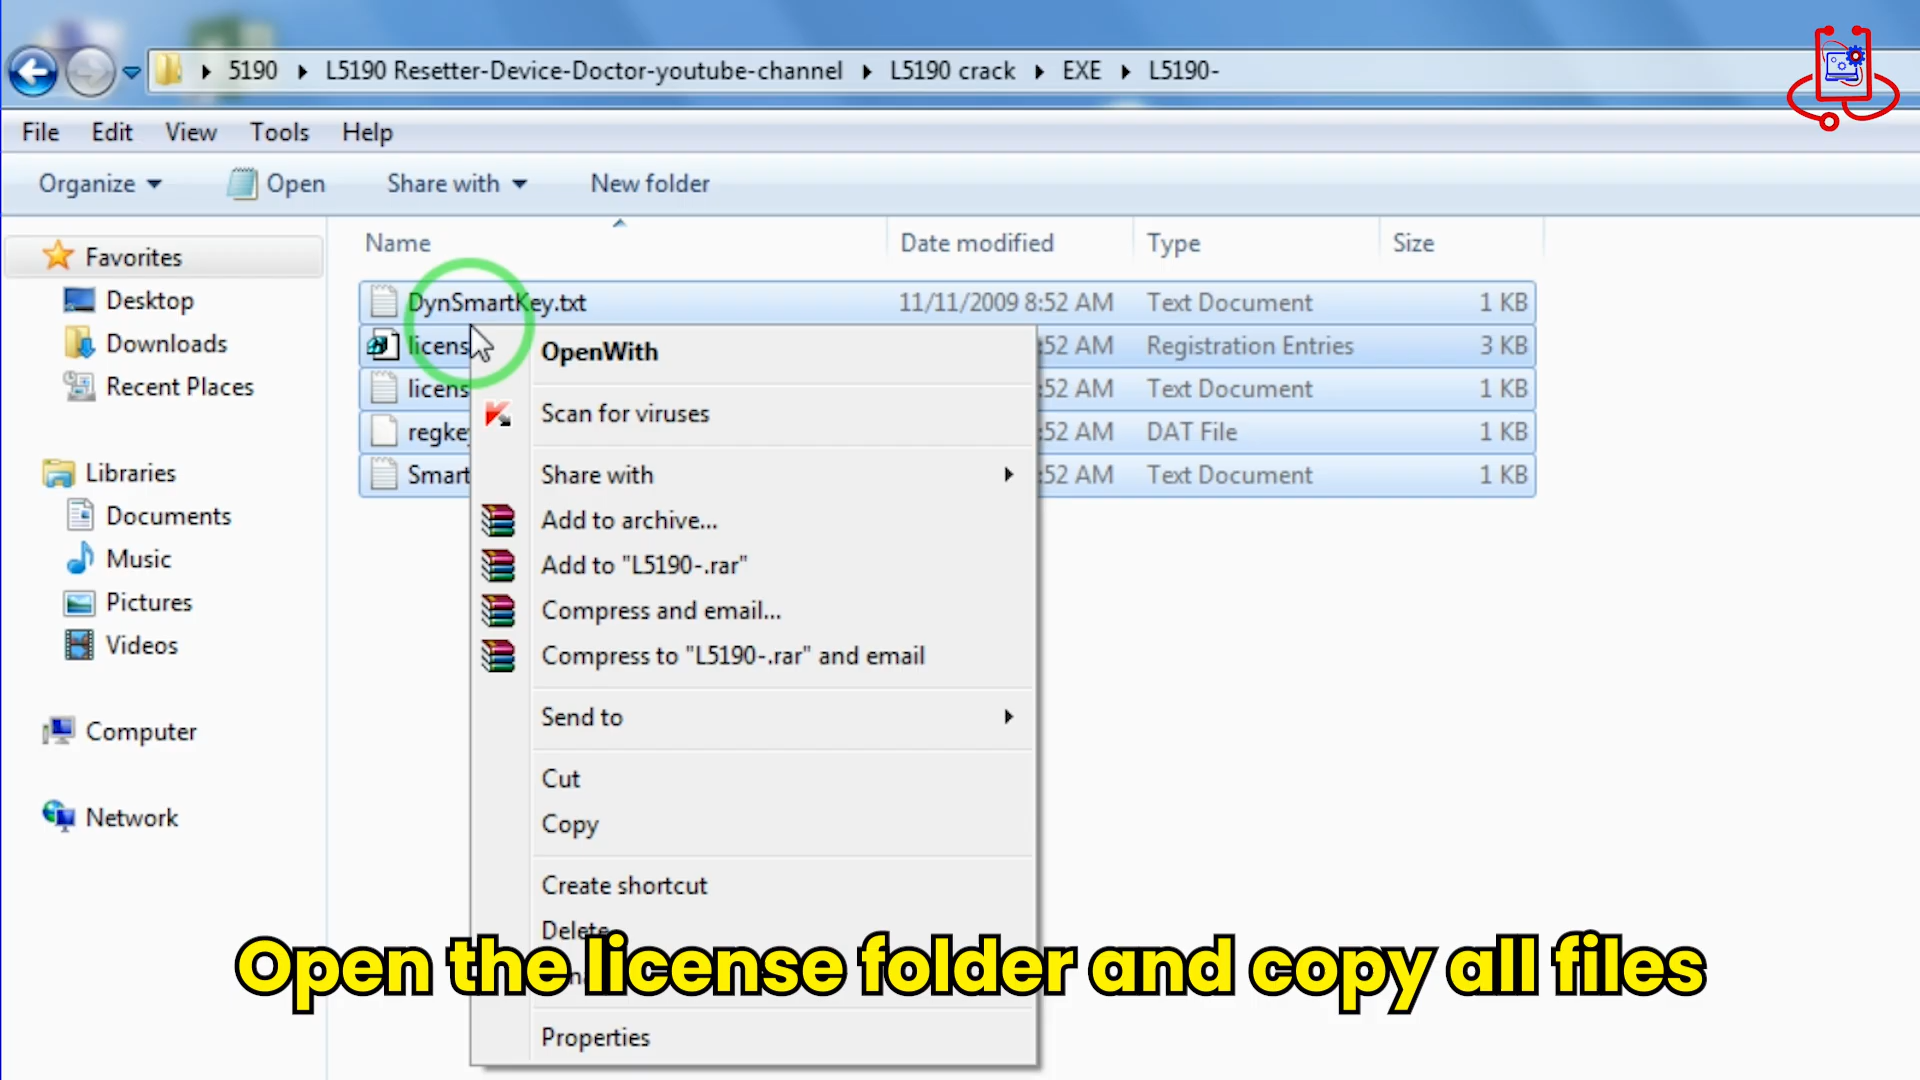 5190 L5190 Resetter-Device-Doctor-youtube-channel L5190 crack EXE L5190-
File Edit View Tools Help
Organize Open Share with New folder
Name Date modified Type Size
Favorites
Desktop
Downloads
Recent Places
Libraries
Documents
Music
Pictures
Videos
Computer
Network
DynSmartKey.txt 11/11/2009 8:52 AM Text Document 1 KB
licens :52 AM Registration Entries 3 KB
licens :52 AM Text Document 1 KB
regke :52 AM DAT File 1 KB
Smart :52 AM Text Document 1 KB
OpenWith
Scan for viruses
Share with
Add to archive...
Add to "L5190-.rar"
Compress and email...
Compress to "L5190-.rar" and email
Send to
Cut
Copy
Create shortcut
Delete
Properties
Open the license folder and copy all files